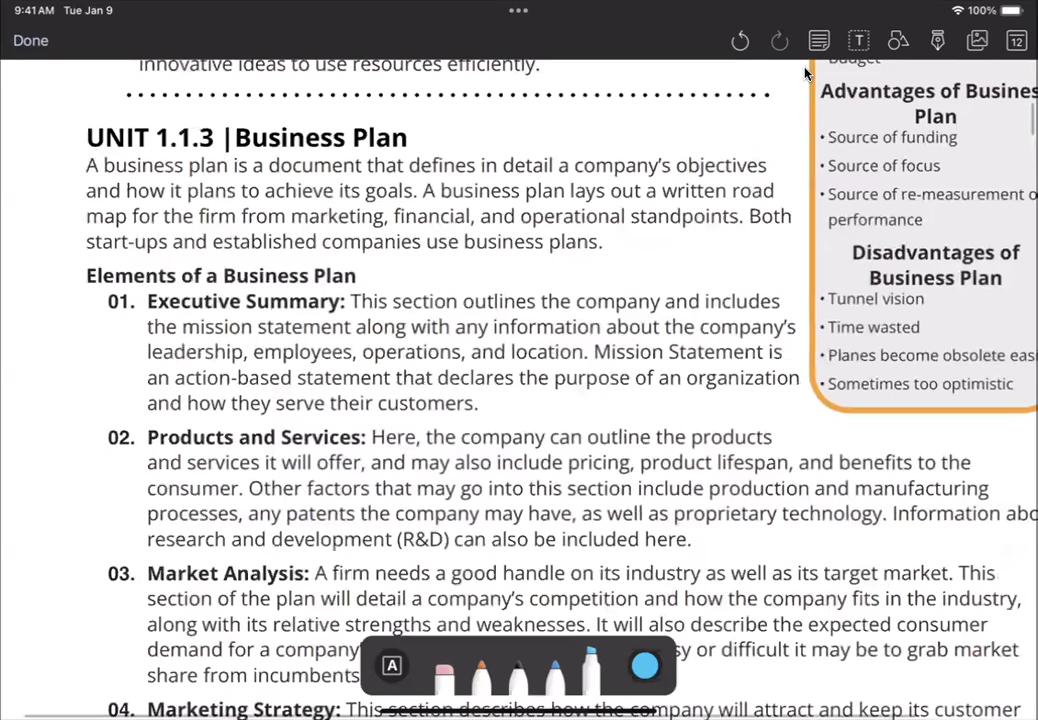 9:41 AM Tue Jan 9
100%
Done
T
12
innovative ideas to use resources efficiently.
UNIT 1.1.3 |Business Plan
A business plan is a document that defines in detail a company's objectives
and how it plans to achieve its goals. A business plan lays out a written road
map for the firm from marketing, financial, and operational standpoints. Both
start-ups and established companies use business plans.
Elements of a Business Plan
01. Executive Summary: This section outlines the company and includes
the mission statement along with any information about the company's
leadership, employees, operations, and location. Mission Statement is
an action-based statement that declares the purpose of an organization
and how they serve their customers.
02. Products and Services: Here, the company can outline the products
and services it will offer, and may also include pricing, product lifespan, and benefits to the
consumer. Other factors that may go into this section include production and manufacturing
processes, any patents the company may have, as well as proprietary technology. Information abo
research and development (R&D) can also be included here.
03. Market Analysis: A firm needs a good handle on its industry as well as its target market. This
section of the plan will detail a company's competition and how the company fits in the industry,
along with its relative strengths and weaknesses. It will also describe the expected consumer
demand for a company' sy or difficult it may be to grab market
share from incumbents
04. Marketing Strategy: This section describes how the company will attract and keep its customer
budget
Advantages of Busines
Plan
• Source of funding
• Source of focus
• Source of re-measurement o
performance
Disadvantages of
Business Plan
• Tunnel vision
• Time wasted
• Planes become obsolete easi
• Sometimes too optimistic
A